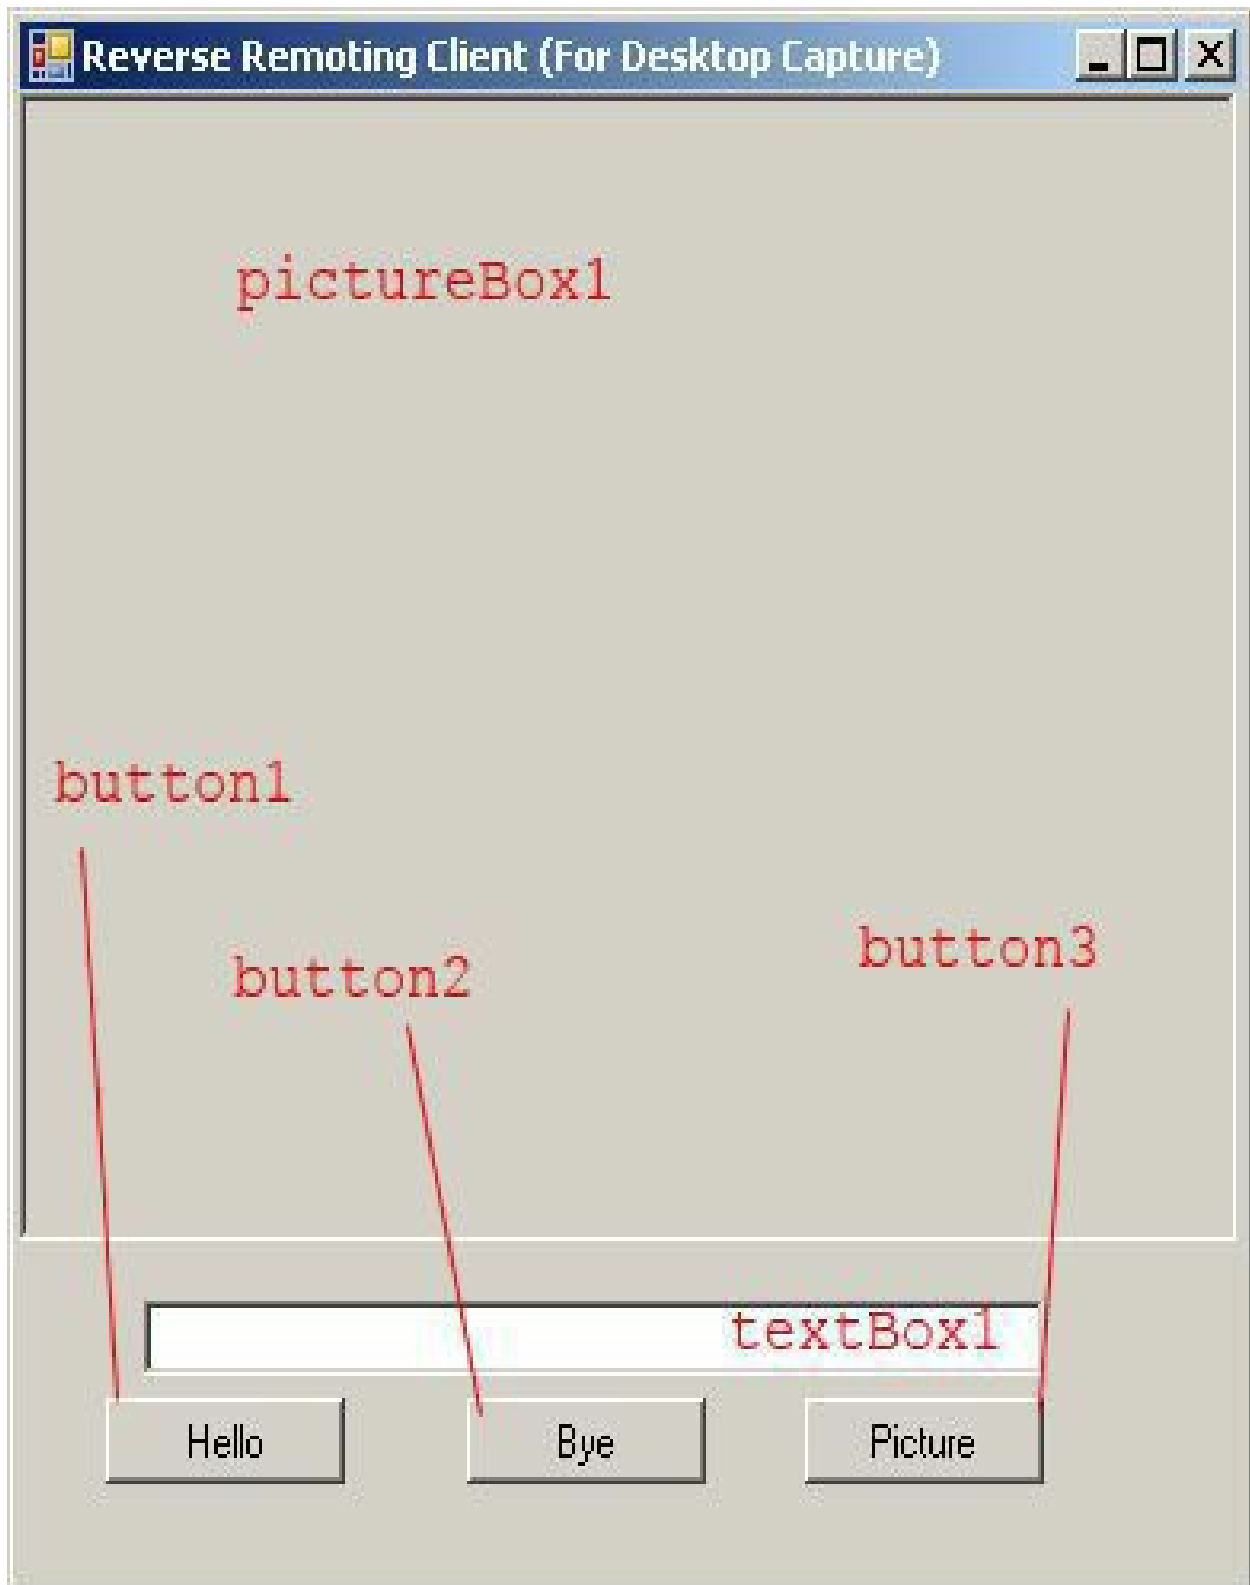 Reverse Remoting Client (For Desktop Capture)
pictureBox1
button1
button2
button3
textBox1
Hello
Bye
Picture